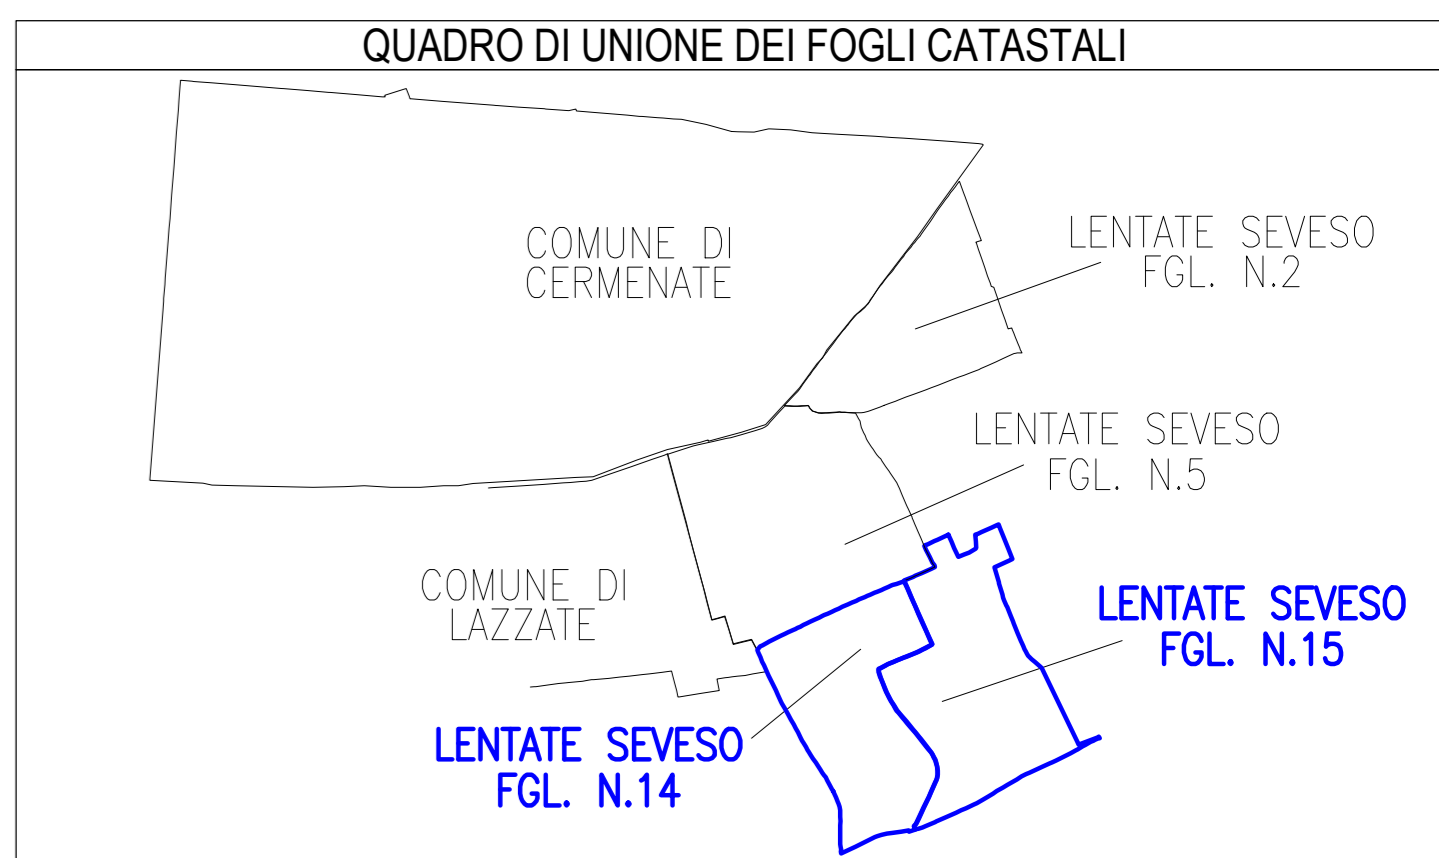 QUADRO DI UNIONE DEI FOGLI CATASTALI
COMUNE DI
CERMENATE
LENTATE SEVESO
FGL. N.2
LENTATE SEVESO
FGL. N.5
COMUNE DI
LAZZATE
LENTATE SEVESO
FGL. N.15
LENTATE SEVESO
FGL. N.14